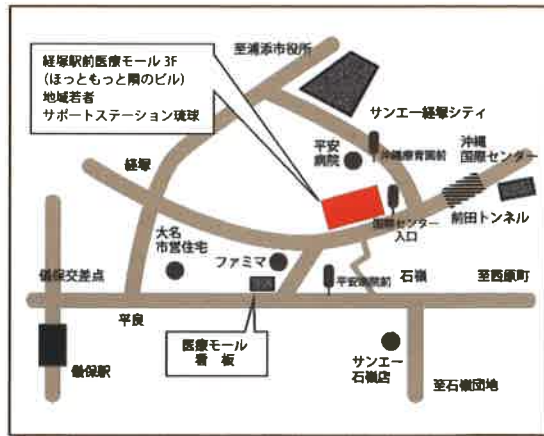 経塚駅前医療モール 3F
(ほっともっと隣のビル)
地域若者
サポートステーション琉球
至浦添市役所
サンエー経塚シティ
平安
病院
沖縄療育園前
沖縄
国際センター
経塚
国際センター
入口
前田トンネル
大名
市営住宅
ファミマ
儀保交差点
平安病院前
石嶺
至西原町
平良
医療モール
看 板
儀保駅
サンエー
石嶺店
至石嶺団地